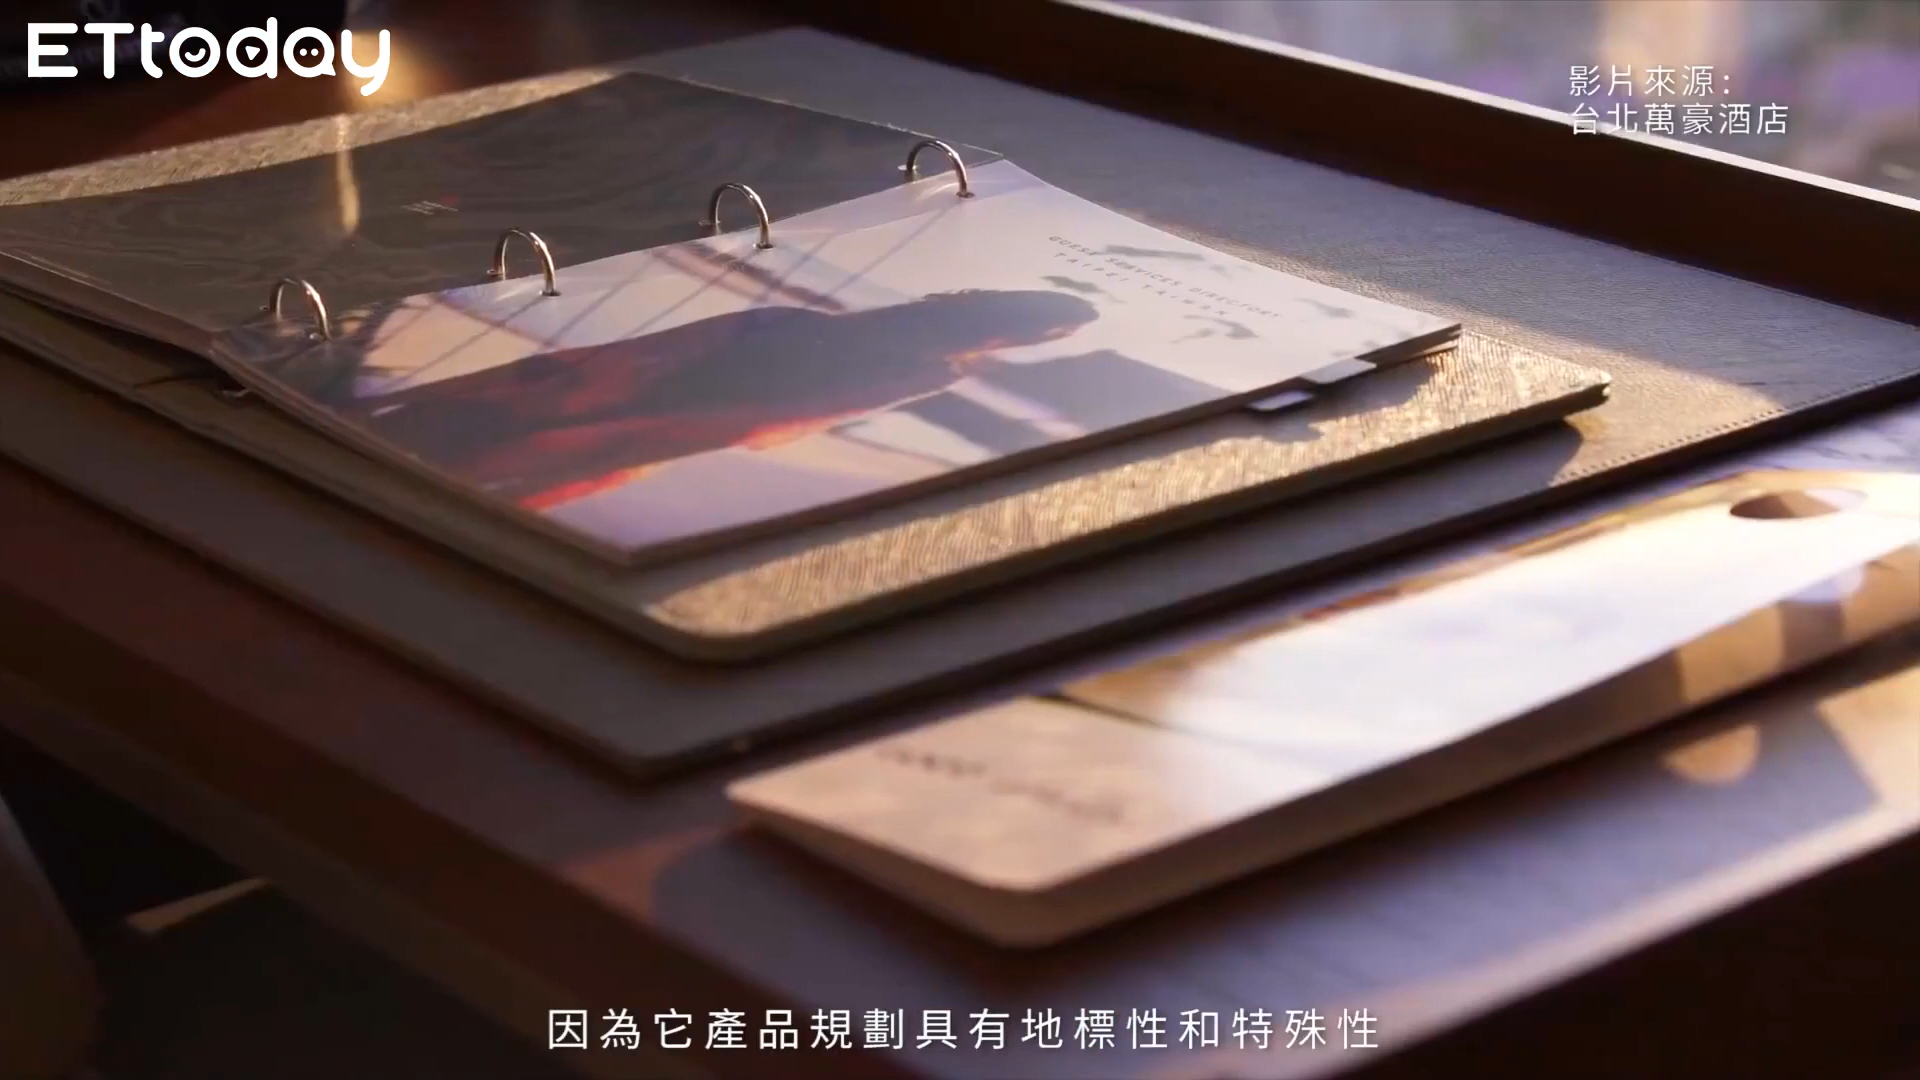 ETtoday
影片來源:
台北萬豪酒店
GUEST SERVICES DIRECTORY
TAIPEI TAIWAN
因為它產品規劃具有地標性和特殊性